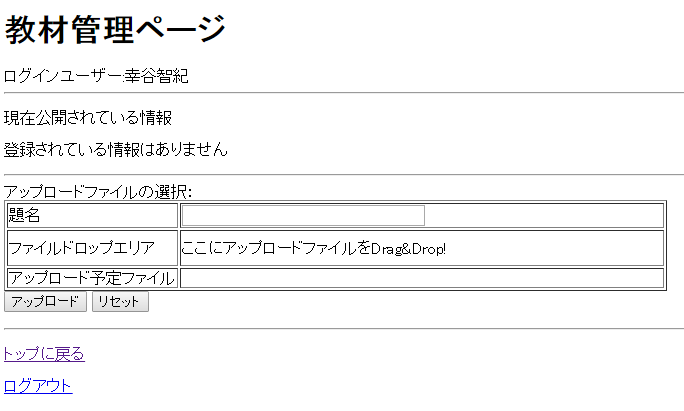 教材管理ページ
ログインユーザー:幸谷智紀
現在公開されている情報
登録されている情報はありません
アップロードファイルの選択:
題名
ファイルドロップエリア ここにアップロードファイルをDrag&Drop!
アップロード予定ファイル
アップロード リセット
トップに戻る
ログアウト